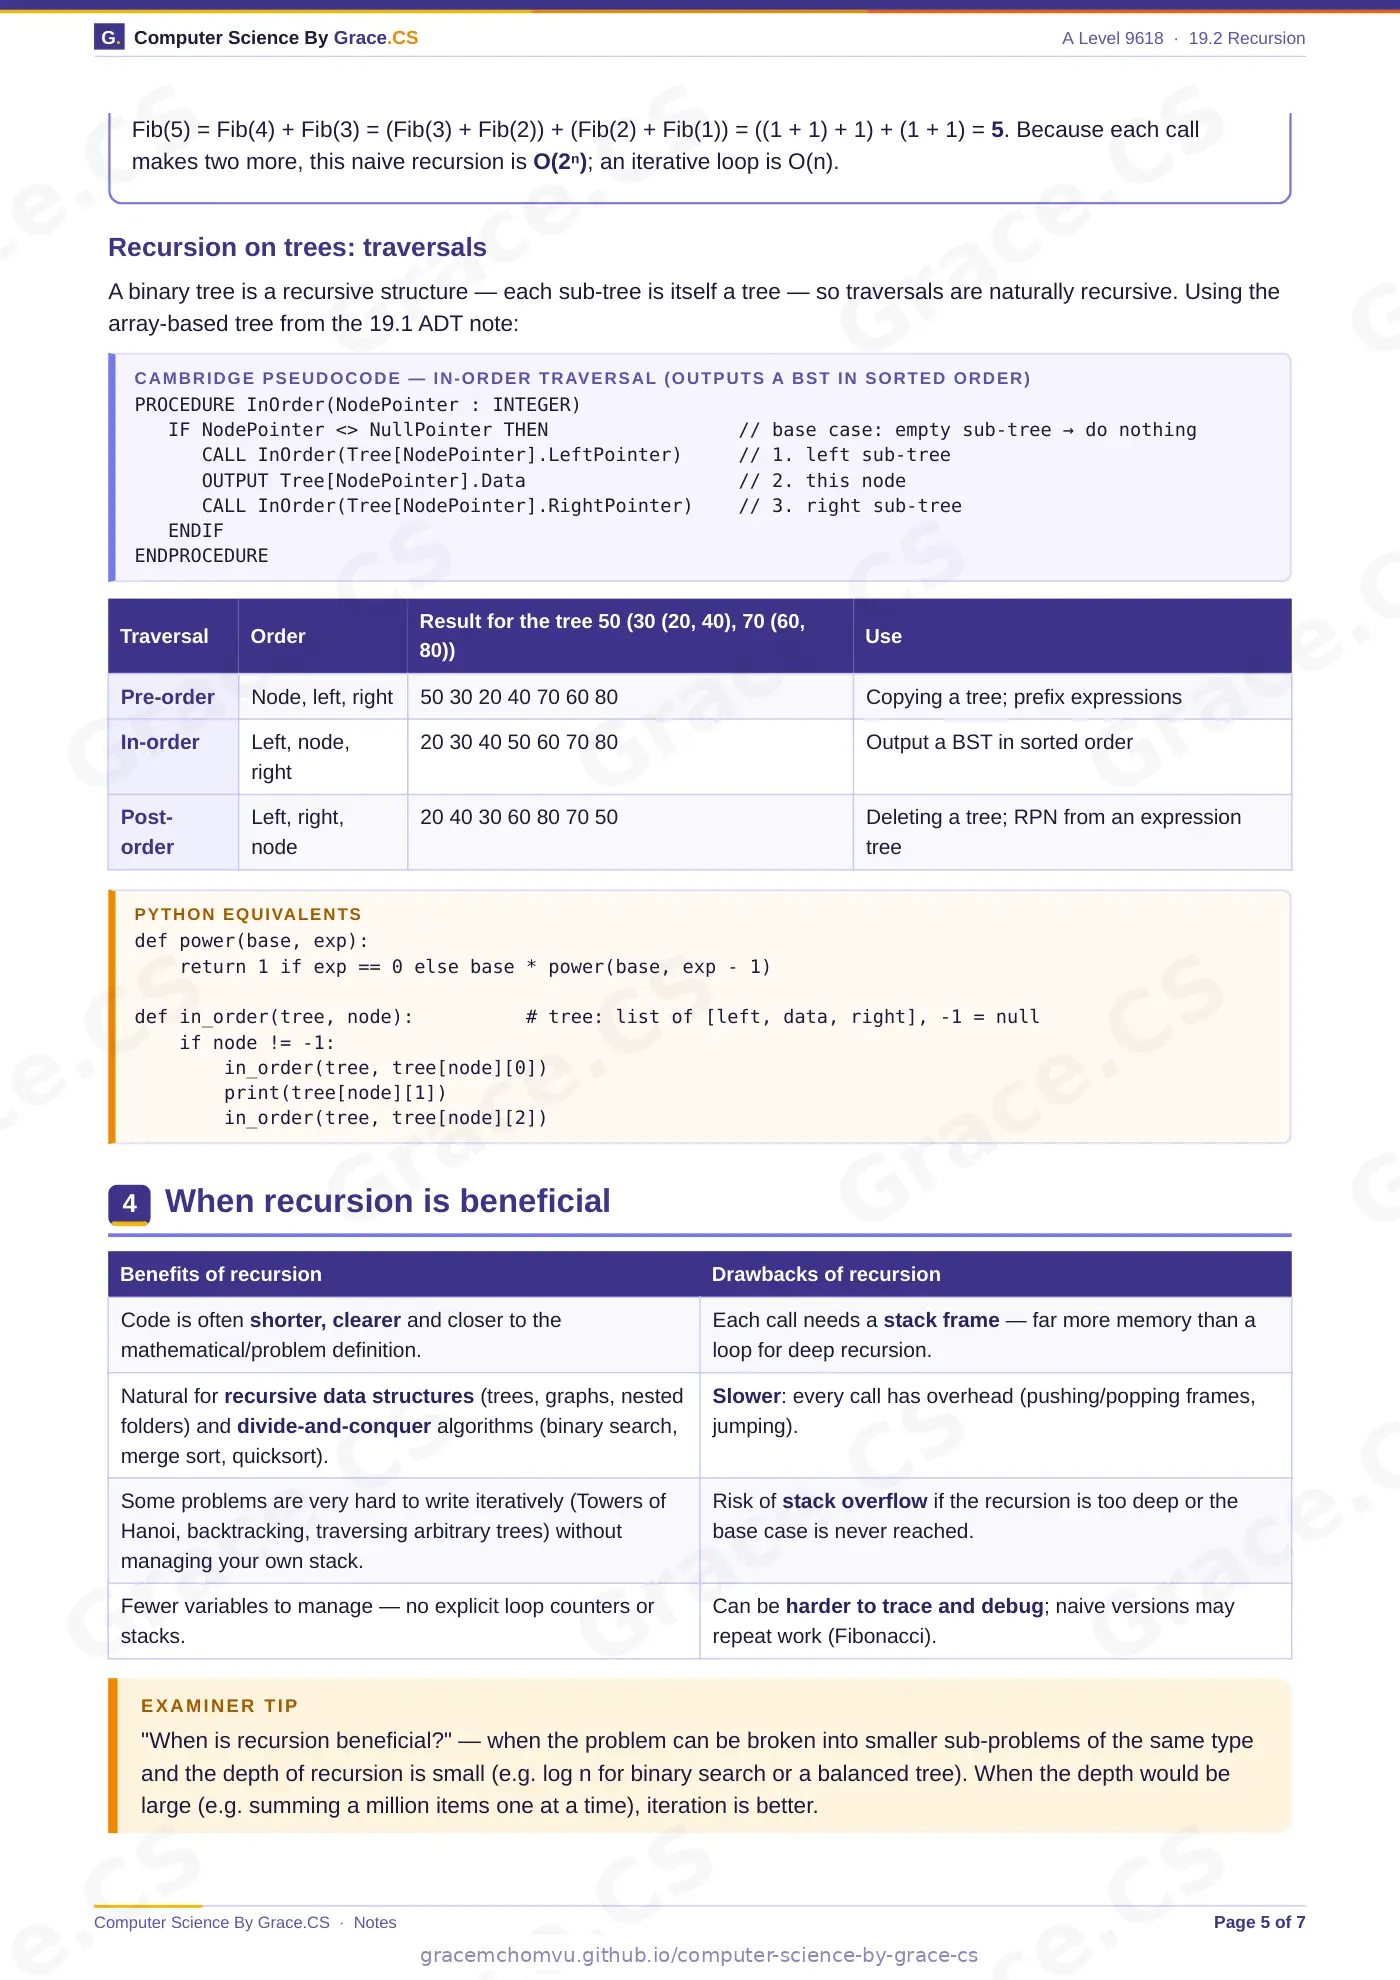 G. Computer Science By Grace.CS
A Level 9618 · 19.2 Recursion
Fib(5) = Fib(4) + Fib(3) = (Fib(3) + Fib(2)) + (Fib(2) + Fib(1)) = ((1 + 1) + 1) + (1 + 1) = 5. Because each call
makes two more, this naive recursion is O(2ⁿ); an iterative loop is O(n).
Recursion on trees: traversals
A binary tree is a recursive structure — each sub-tree is itself a tree — so traversals are naturally recursive. Using the
array-based tree from the 19.1 ADT note:
CAMBRIDGE PSEUDOCODE — IN-ORDER TRAVERSAL (OUTPUTS A BST IN SORTED ORDER)
PROCEDURE InOrder(NodePointer : INTEGER)
   IF NodePointer <> NullPointer THEN                 // base case: empty sub-tree → do nothing
      CALL InOrder(Tree[NodePointer].LeftPointer)     // 1. left sub-tree
      OUTPUT Tree[NodePointer].Data                   // 2. this node
      CALL InOrder(Tree[NodePointer].RightPointer)    // 3. right sub-tree
   ENDIF
ENDPROCEDURE
Traversal
Order
Result for the tree 50 (30 (20, 40), 70 (60,
80))
Use
Pre-order
Node, left, right
50 30 20 40 70 60 80
Copying a tree; prefix expressions
In-order
Left, node,
right
20 30 40 50 60 70 80
Output a BST in sorted order
Post-
order
Left, right,
node
20 40 30 60 80 70 50
Deleting a tree; RPN from an expression
tree
PYTHON EQUIVALENTS
def power(base, exp):
    return 1 if exp == 0 else base * power(base, exp - 1)
def in_order(tree, node):          # tree: list of [left, data, right], -1 = null
    if node != -1:
        in_order(tree, tree[node][0])
        print(tree[node][1])
        in_order(tree, tree[node][2])
4 When recursion is beneficial
Benefits of recursion
Drawbacks of recursion
Code is often shorter, clearer and closer to the
mathematical/problem definition.
Each call needs a stack frame — far more memory than a
loop for deep recursion.
Natural for recursive data structures (trees, graphs, nested
folders) and divide-and-conquer algorithms (binary search,
merge sort, quicksort).
Slower: every call has overhead (pushing/popping frames,
jumping).
Some problems are very hard to write iteratively (Towers of
Hanoi, backtracking, traversing arbitrary trees) without
managing your own stack.
Risk of stack overflow if the recursion is too deep or the
base case is never reached.
Fewer variables to manage — no explicit loop counters or
stacks.
Can be harder to trace and debug; naive versions may
repeat work (Fibonacci).
EXAMINER TIP
"When is recursion beneficial?" — when the problem can be broken into smaller sub-problems of the same type
and the depth of recursion is small (e.g. log n for binary search or a balanced tree). When the depth would be
large (e.g. summing a million items one at a time), iteration is better.
Computer Science By Grace.CS · Notes
Page 5 of 7
gracemchomvu.github.io/computer-science-by-grace-cs